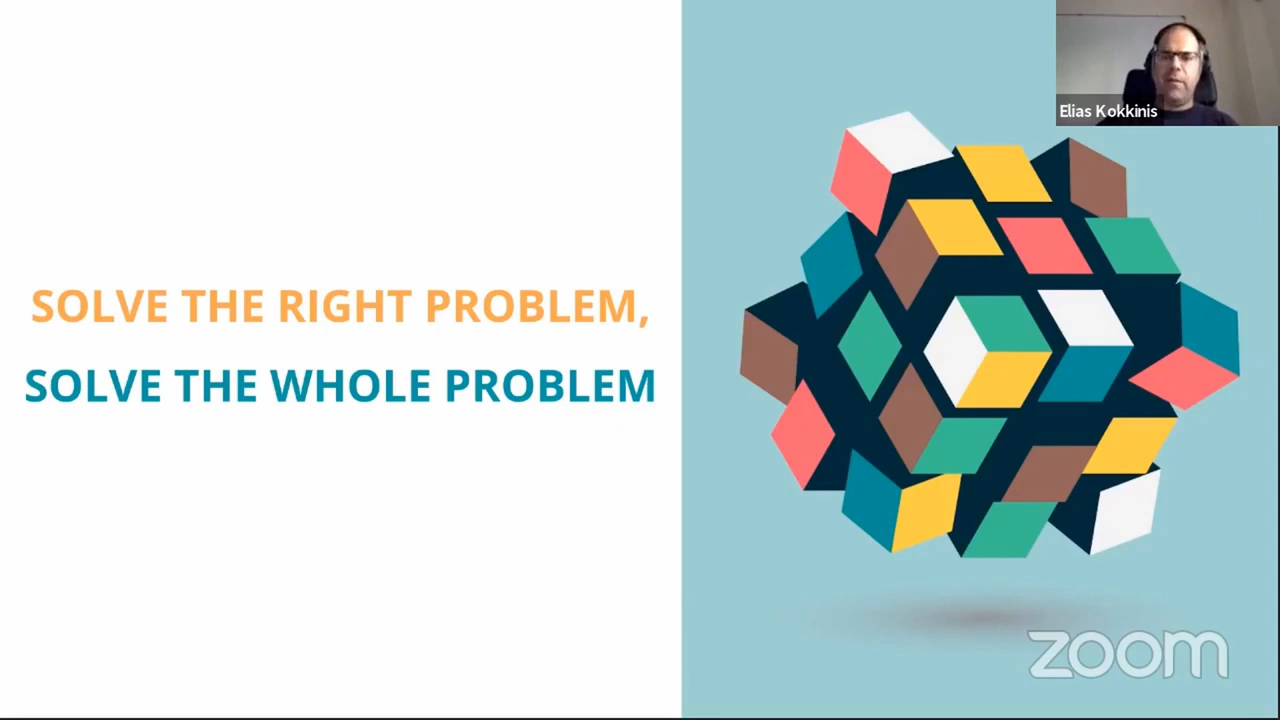 Elias Kokkinis
SOLVE THE RIGHT PROBLEM,
SOLVE THE WHOLE PROBLEM
zoom